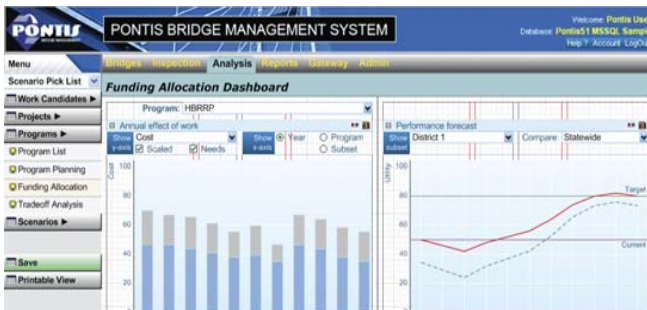 PONTIS
PONTIS BRIDGE MANAGEMENT SYSTEM
Welcome: Pontis Use
Database: Pontis51 MSSQL Sampl
Help ? Account LogOu
Menu
Bridges Inspection Analysis Reports Gateway Admin
Scenario Pick List
Funding Allocation Dashboard
Work Candidates
Projects
Programs
Program List
Program Planning
Funding Allocation
Tradeoff Analysis
Scenarios
Save
Printable View
Program: HBRRP
Annual effect of work
Show y-axis Cost
Scaled Needs
Show x-axis Year Program
Subset
Cost
100
80
60
40
20
Performance forecast
Show subset District 1 Compare Statewide
Utility
100
80
60
40
20
Target
Current